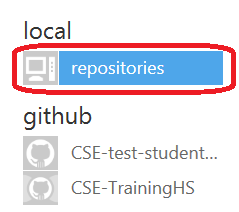 local
repositories
github
CSE-test-student...
CSE-TrainingHS